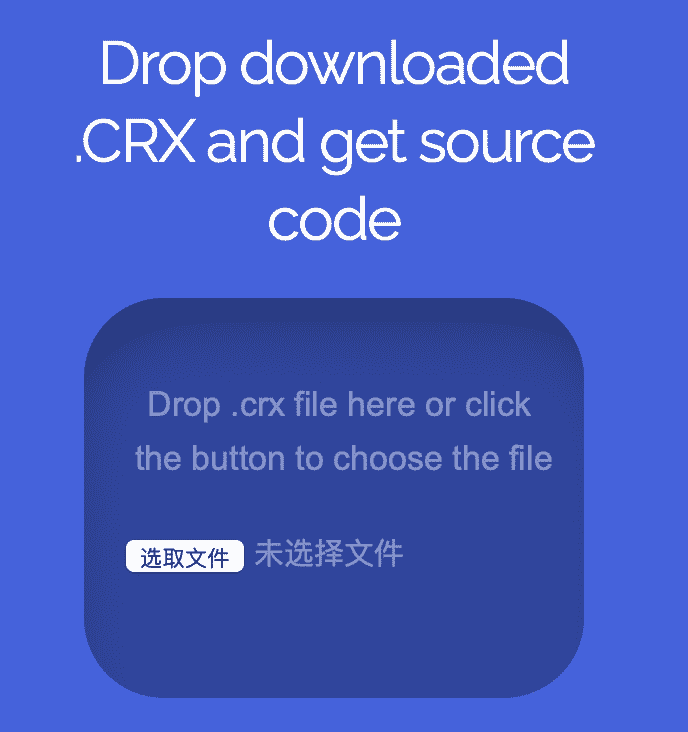 Drop downloaded
.CRX and get source
code
Drop .crx file here or click
the button to choose the file
选取文件 未选择文件